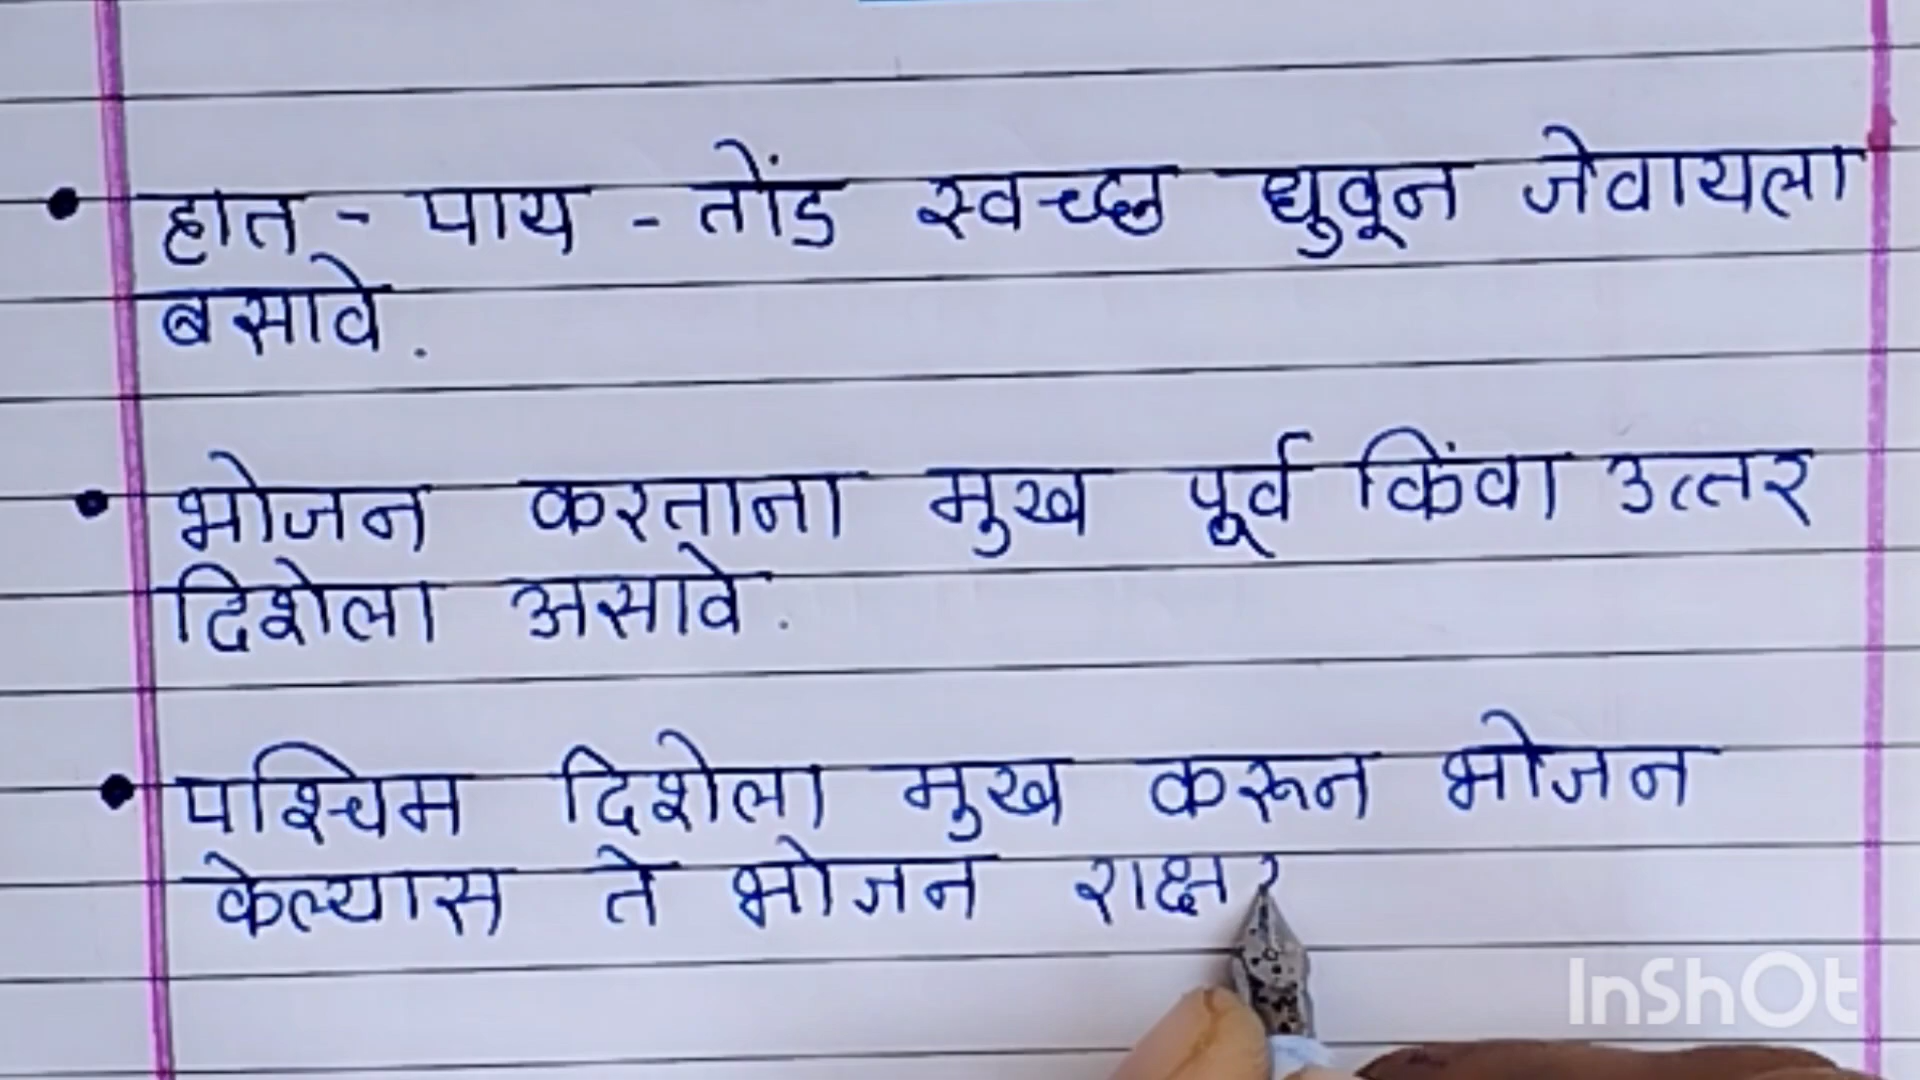 हात - पाय - तोंड स्वच्छ धुवून जेवायला
बसावे.
भोजन करताना मुख पूर्व किंवा उत्तर
दिशेला असावे.
पश्चिम दिशेला मुख करून भोजन
केल्यास ते भोजन राक्ष
InShOt